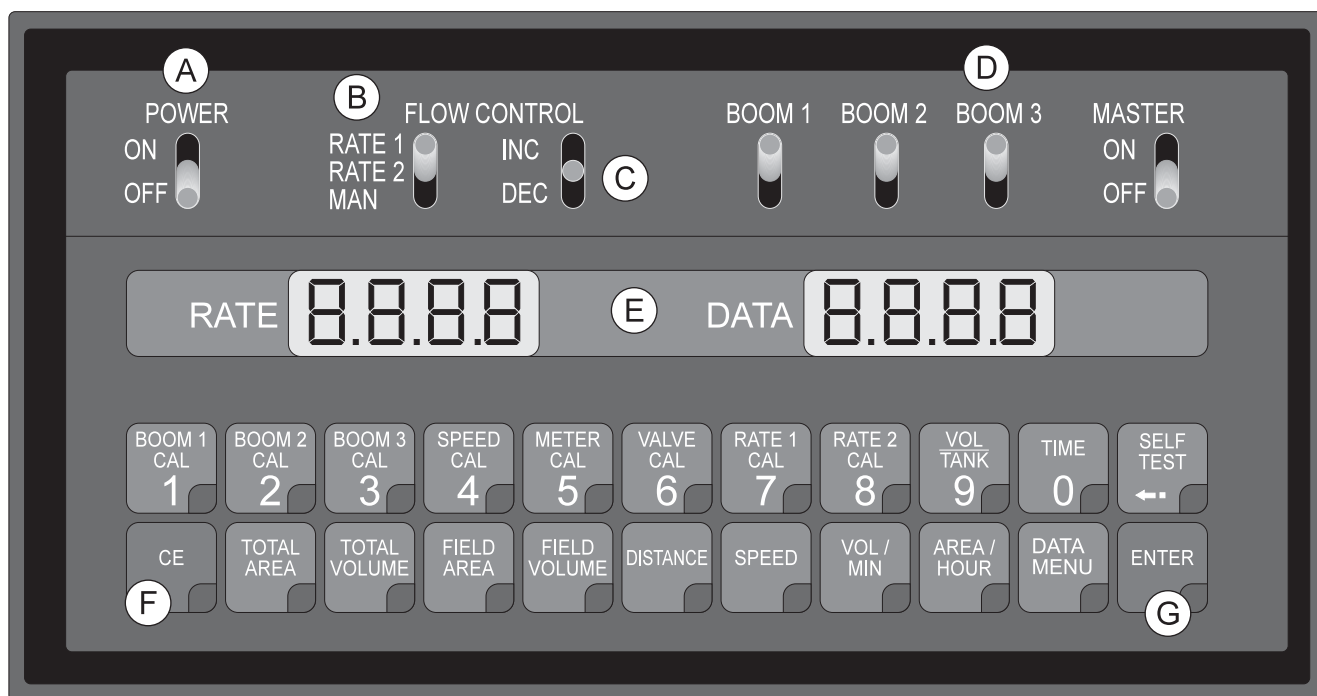 A
POWER
ON
OFF
B
FLOW CONTROL
RATE 1
RATE 2
MAN
INC
DEC
C
D
BOOM 1 BOOM 2 BOOM 3
MASTER
ON
OFF
RATE 8.8.8.8 E DATA 8.8.8.8
BOOM 1
CAL
1
BOOM 2
CAL
2
BOOM 3
CAL
3
SPEED
CAL
4
METER
CAL
5
VALVE
CAL
6
RATE 1
CAL
7
RATE 2
CAL
8
VOL
TANK
9
TIME
0
SELF
TEST
CE
TOTAL
AREA
TOTAL
VOLUME
FIELD
AREA
FIELD
VOLUME
DISTANCE
SPEED
VOL /
MIN
AREA /
HOUR
DATA
MENU
ENTER
F
G